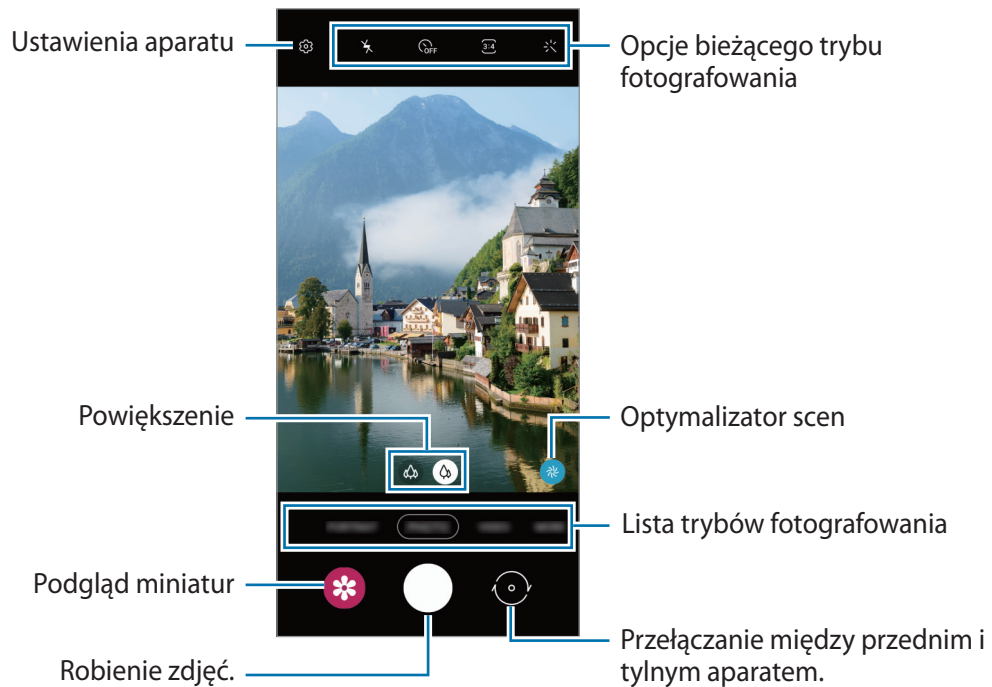 Ustawienia aparatu
OFF
3:4
Opcje bieżącego trybu
fotografowania
Powiększenie
Optymalizator scen
Lista trybów fotografowania
Podgląd miniatur
Robienie zdjęć.
Przełączanie między przednim i
tylnym aparatem.